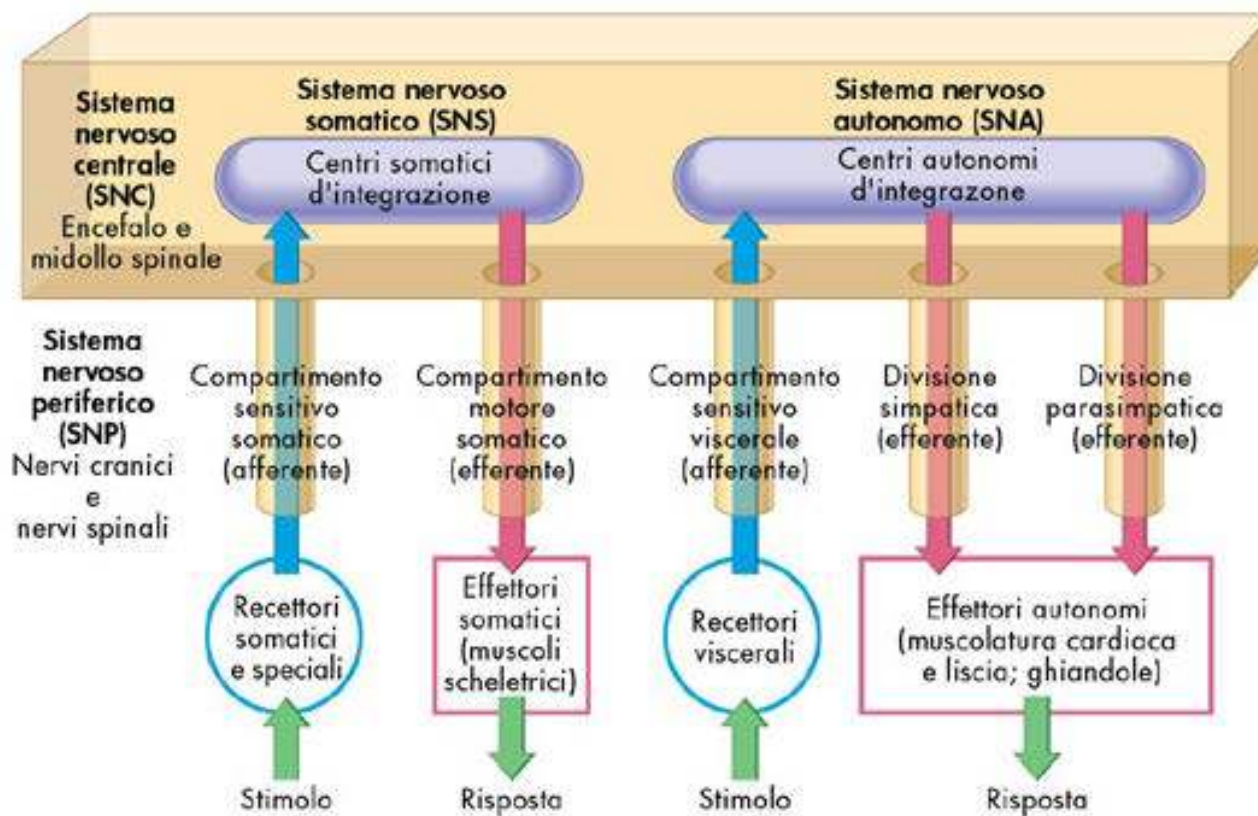 Sistema nervoso
somatico (SNS)
Sistema nervoso
autonomo (SNA)
Sistema
nervoso
centrale
(SNC)
Encefalo e
midollo spinale
Centri somatici
d'integrazione
Centri autonomi
d'integrazone
Sistema
nervoso
periferico
(SNP)
Nervi cranici
e
nervi spinali
Compartimento
sensitivo
somatico
(afferente)
Compartimento
motore
somatico
(efferente)
Compartimento
sensitivo
viscerale
(afferente)
Divisione
simpatica
(efferente)
Divisione
parasimpatica
(efferente)
Recettori
somatici
e speciali
Effettori
somatici
(muscoli
scheletrici)
Recettori
viscerali
Effettori autonomi
(muscolatura cardiaca
e liscia; ghiandole)
Stimolo
Risposta
Stimolo
Risposta